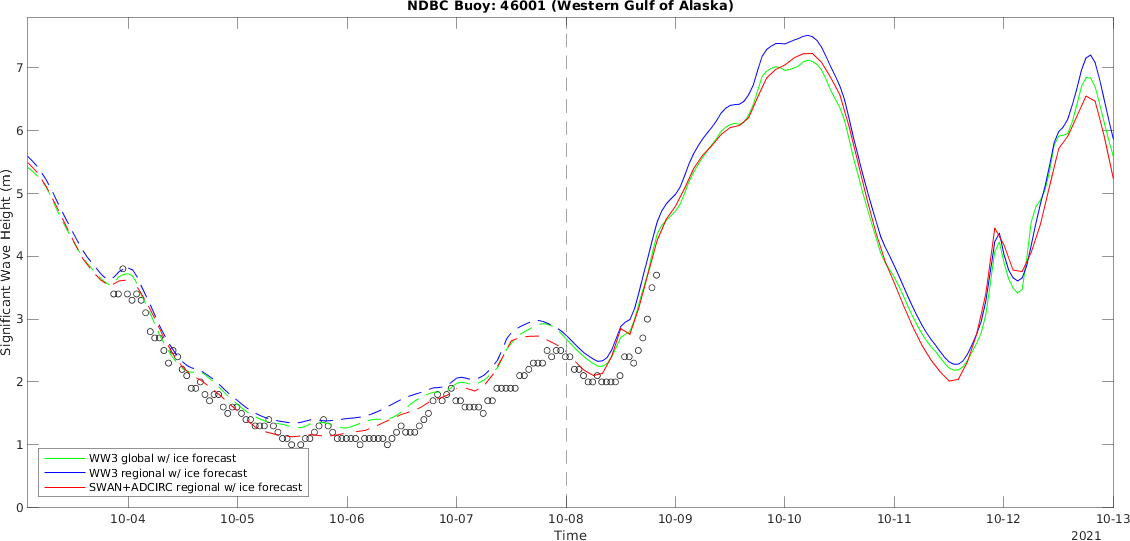 NDBC Buoy: 46001 (Western Gulf of Alaska)
Significant Wave Height (m)
7
6
5
4
3
2
1
0
WW3 global w/ ice forecast
WW3 regional w/ ice forecast
SWAN+ADCIRC regional w/ ice forecast
10-04 10-05 10-06 10-07 10-08 10-09 10-10 10-11 10-12 10-13
Time
2021